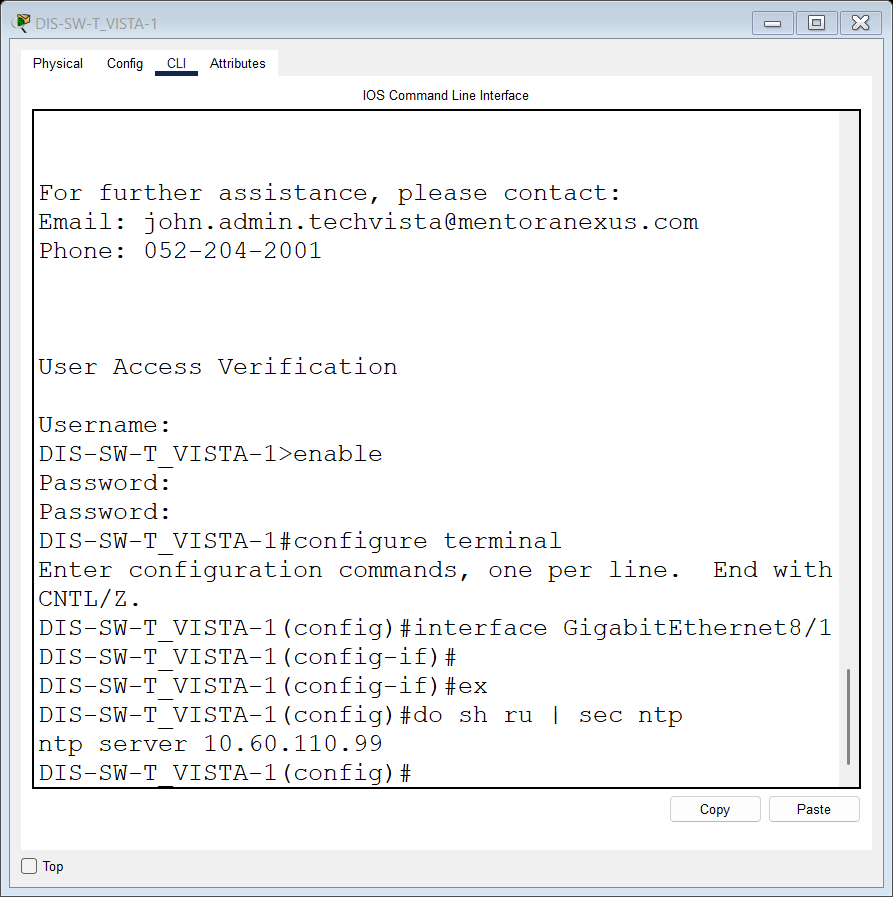 DIS-SW-T_VISTA-1
Physical Config CLI Attributes
IOS Command Line Interface
For further assistance, please contact:
Email: john.admin.techvista@mentoranexus.com
Phone: 052-204-2001
User Access Verification
Username:
DIS-SW-T_VISTA-1>enable
Password:
Password:
DIS-SW-T_VISTA-1#configure terminal
Enter configuration commands, one per line.  End with
CNTL/Z.
DIS-SW-T_VISTA-1(config)#interface GigabitEthernet8/1
DIS-SW-T_VISTA-1(config-if)#
DIS-SW-T_VISTA-1(config-if)#ex
DIS-SW-T_VISTA-1(config)#do sh ru | sec ntp
ntp server 10.60.110.99
DIS-SW-T_VISTA-1(config)#
Copy Paste
Top